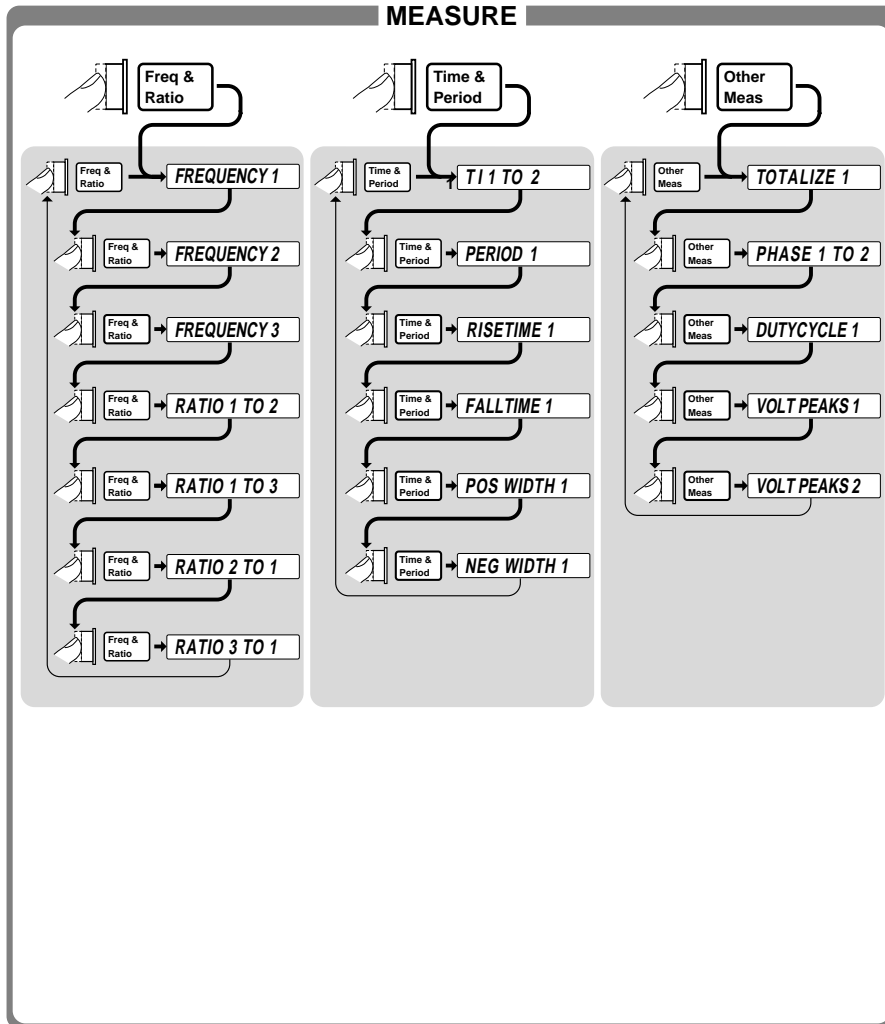 MEASURE
Freq &
Ratio
Freq &
Ratio
FREQUENCY 1
Freq &
Ratio
FREQUENCY 2
Freq &
Ratio
FREQUENCY 3
Freq &
Ratio
RATIO 1 TO 2
Freq &
Ratio
RATIO 1 TO 3
Freq &
Ratio
RATIO 2 TO 1
Freq &
Ratio
RATIO 3 TO 1
Time &
Period
Time &
Period
TI 1 TO 2
Time &
Period
PERIOD 1
Time &
Period
RISETIME 1
Time &
Period
FALLTIME 1
Time &
Period
POS WIDTH 1
Time &
Period
NEG WIDTH 1
Other
Meas
Other
Meas
TOTALIZE 1
Other
Meas
PHASE 1 TO 2
Other
Meas
DUTYCYCLE 1
Other
Meas
VOLT PEAKS 1
Other
Meas
VOLT PEAKS 2